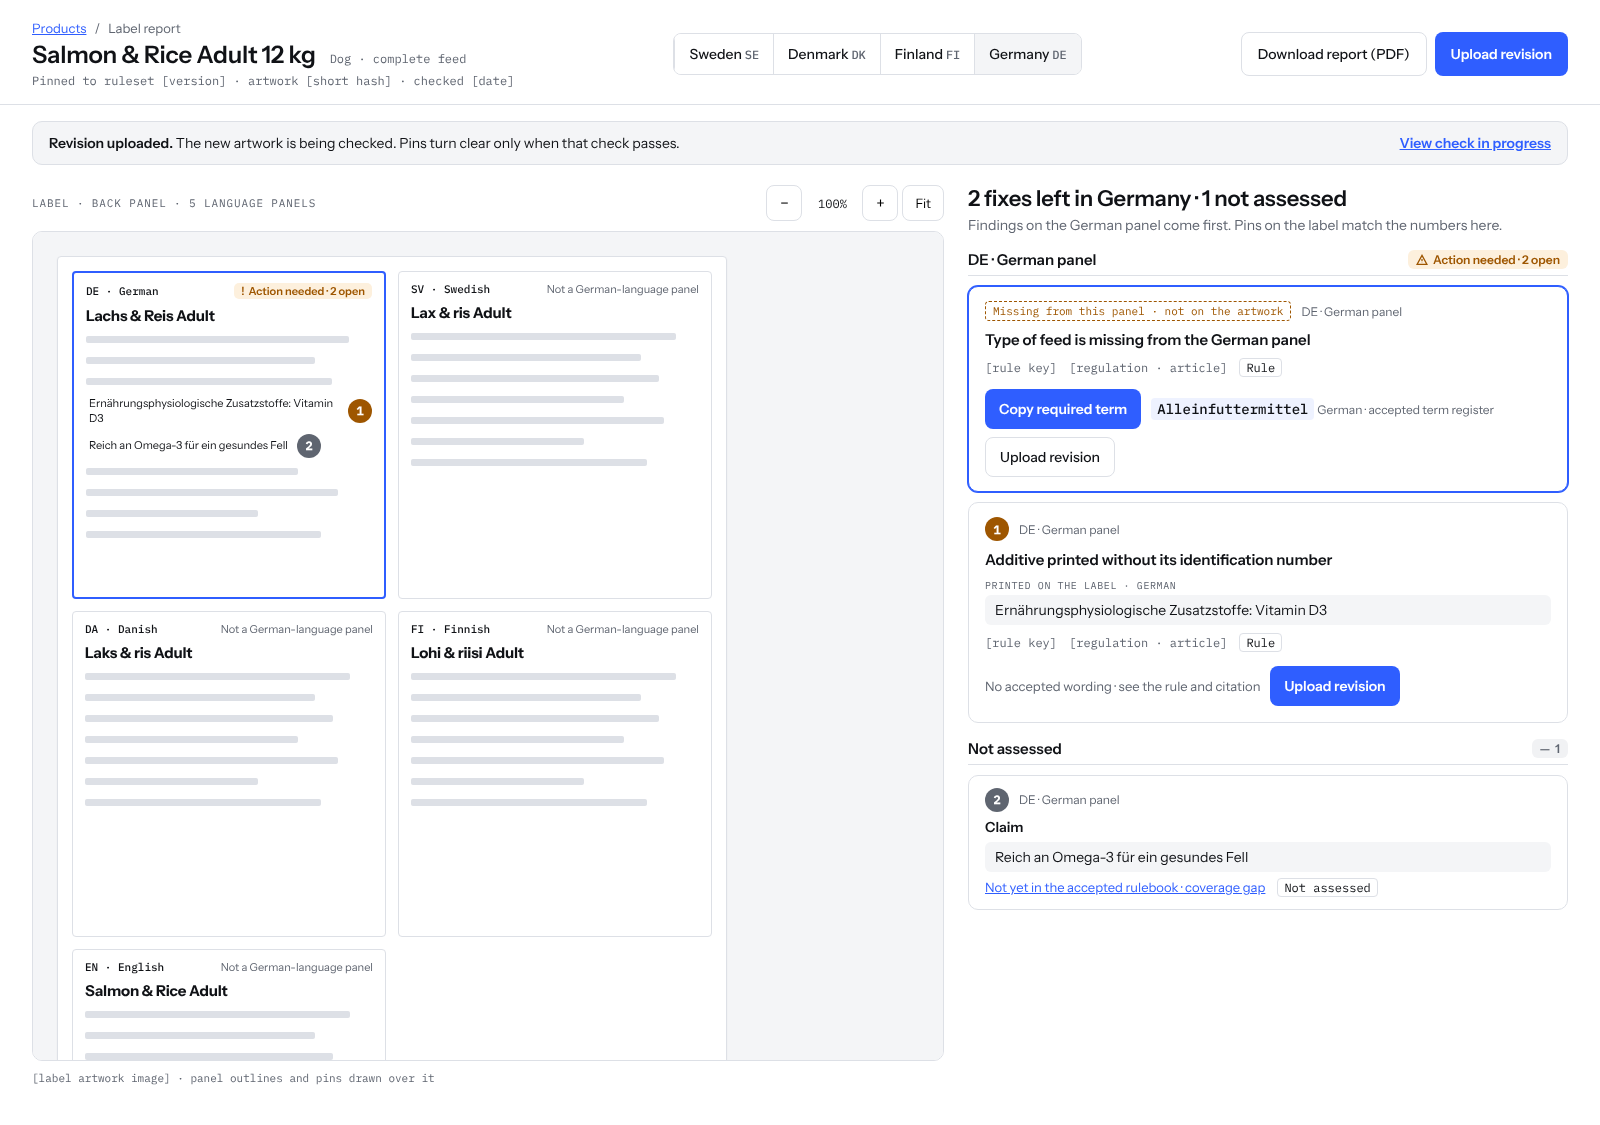 Products / Label report
Salmon & Rice Adult 12 kg Dog · complete feed
Pinned to ruleset [version] · artwork [short hash] · checked [date]
Sweden SE Denmark DK Finland FI Germany DE
Download report (PDF) Upload revision
Revision uploaded. The new artwork is being checked. Pins turn clear only when that check passes. View check in progress
LABEL · BACK PANEL · 5 LANGUAGE PANELS − 100% + Fit
DE · German ! Action needed · 2 open
Lachs & Reis Adult
Ernährungsphysiologische Zusatzstoffe: Vitamin
D3
1
Reich an Omega-3 für ein gesundes Fell 2
SV · Swedish Not a German-language panel
Lax & ris Adult
DA · Danish Not a German-language panel
Laks & ris Adult
FI · Finnish Not a German-language panel
Lohi & riisi Adult
EN · English Not a German-language panel
Salmon & Rice Adult
[label artwork image] · panel outlines and pins drawn over it
2 fixes left in Germany · 1 not assessed
Findings on the German panel come first. Pins on the label match the numbers here.
DE · German panel Action needed · 2 open
Missing from this panel · not on the artwork DE · German panel
Type of feed is missing from the German panel
[rule key] [regulation · article] Rule
Copy required term Alleinfuttermittel German · accepted term register
Upload revision
1 DE · German panel
Additive printed without its identification number
PRINTED ON THE LABEL · GERMAN
Ernährungsphysiologische Zusatzstoffe: Vitamin D3
[rule key] [regulation · article] Rule
No accepted wording · see the rule and citation Upload revision
Not assessed — 1
2 DE · German panel
Claim
Reich an Omega-3 für ein gesundes Fell
Not yet in the accepted rulebook · coverage gap Not assessed